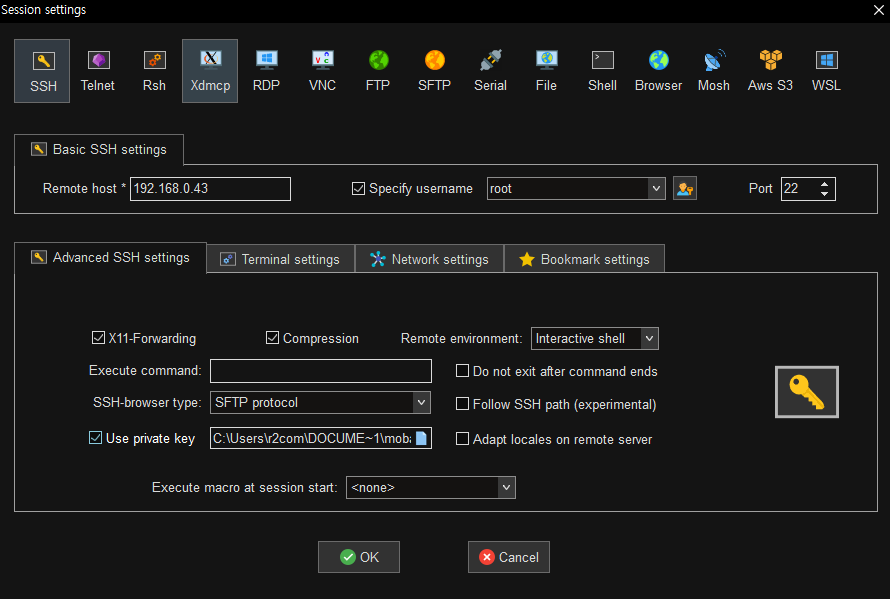 Session settings
SSH Telnet Rsh Xdmcp RDP VNC FTP SFTP Serial File Shell Browser Mosh Aws S3 WSL
Basic SSH settings
Remote host * 192.168.0.43 Specify username root Port 22
Advanced SSH settings Terminal settings Network settings Bookmark settings
X11-Forwarding Compression Remote environment: Interactive shell
Execute command: Do not exit after command ends
SSH-browser type: SFTP protocol Follow SSH path (experimental)
Use private key C:\Users\r2com\DOCUME~1\moba Adapt locales on remote server
Execute macro at session start: <none>
OK Cancel